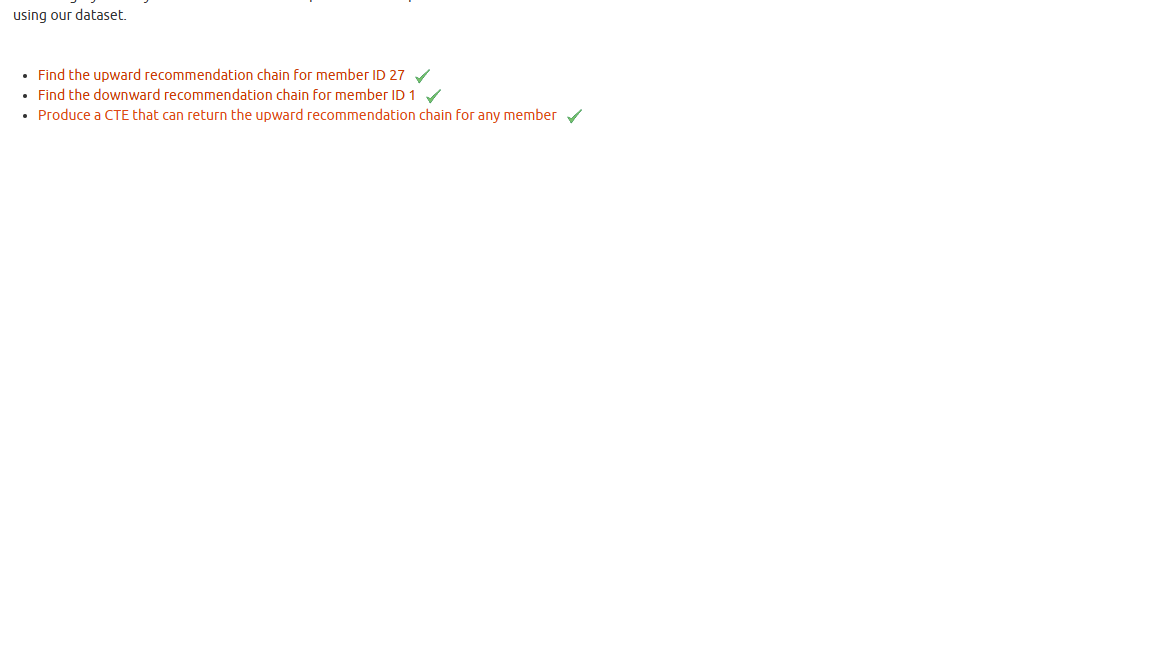 using our dataset.
Find the upward recommendation chain for member ID 27
Find the downward recommendation chain for member ID 1
Produce a CTE that can return the upward recommendation chain for any member